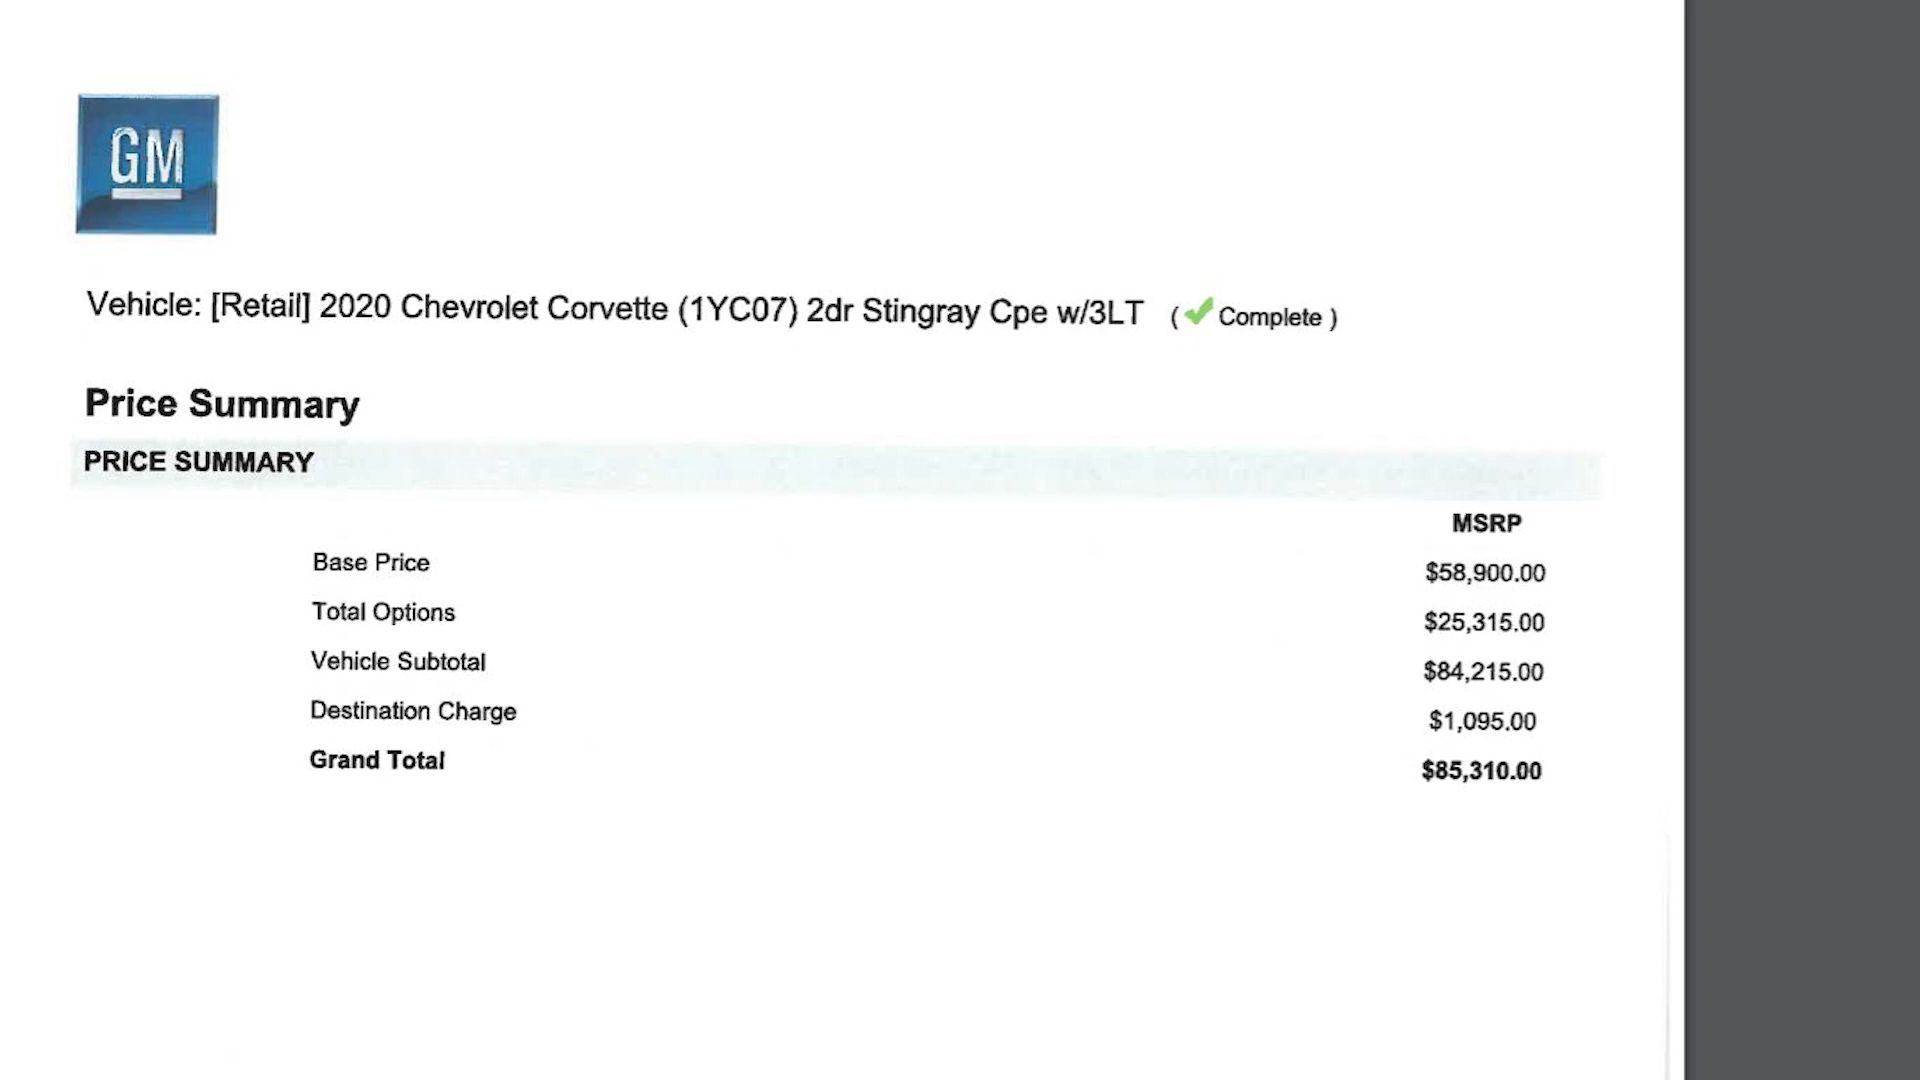 GM
Vehicle: [Retail] 2020 Chevrolet Corvette (1YC07) 2dr Stingray Cpe w/3LT ( Complete )
Price Summary
PRICE SUMMARY
MSRP
Base Price $58,900.00
Total Options $25,315.00
Vehicle Subtotal $84,215.00
Destination Charge $1,095.00
Grand Total $85,310.00